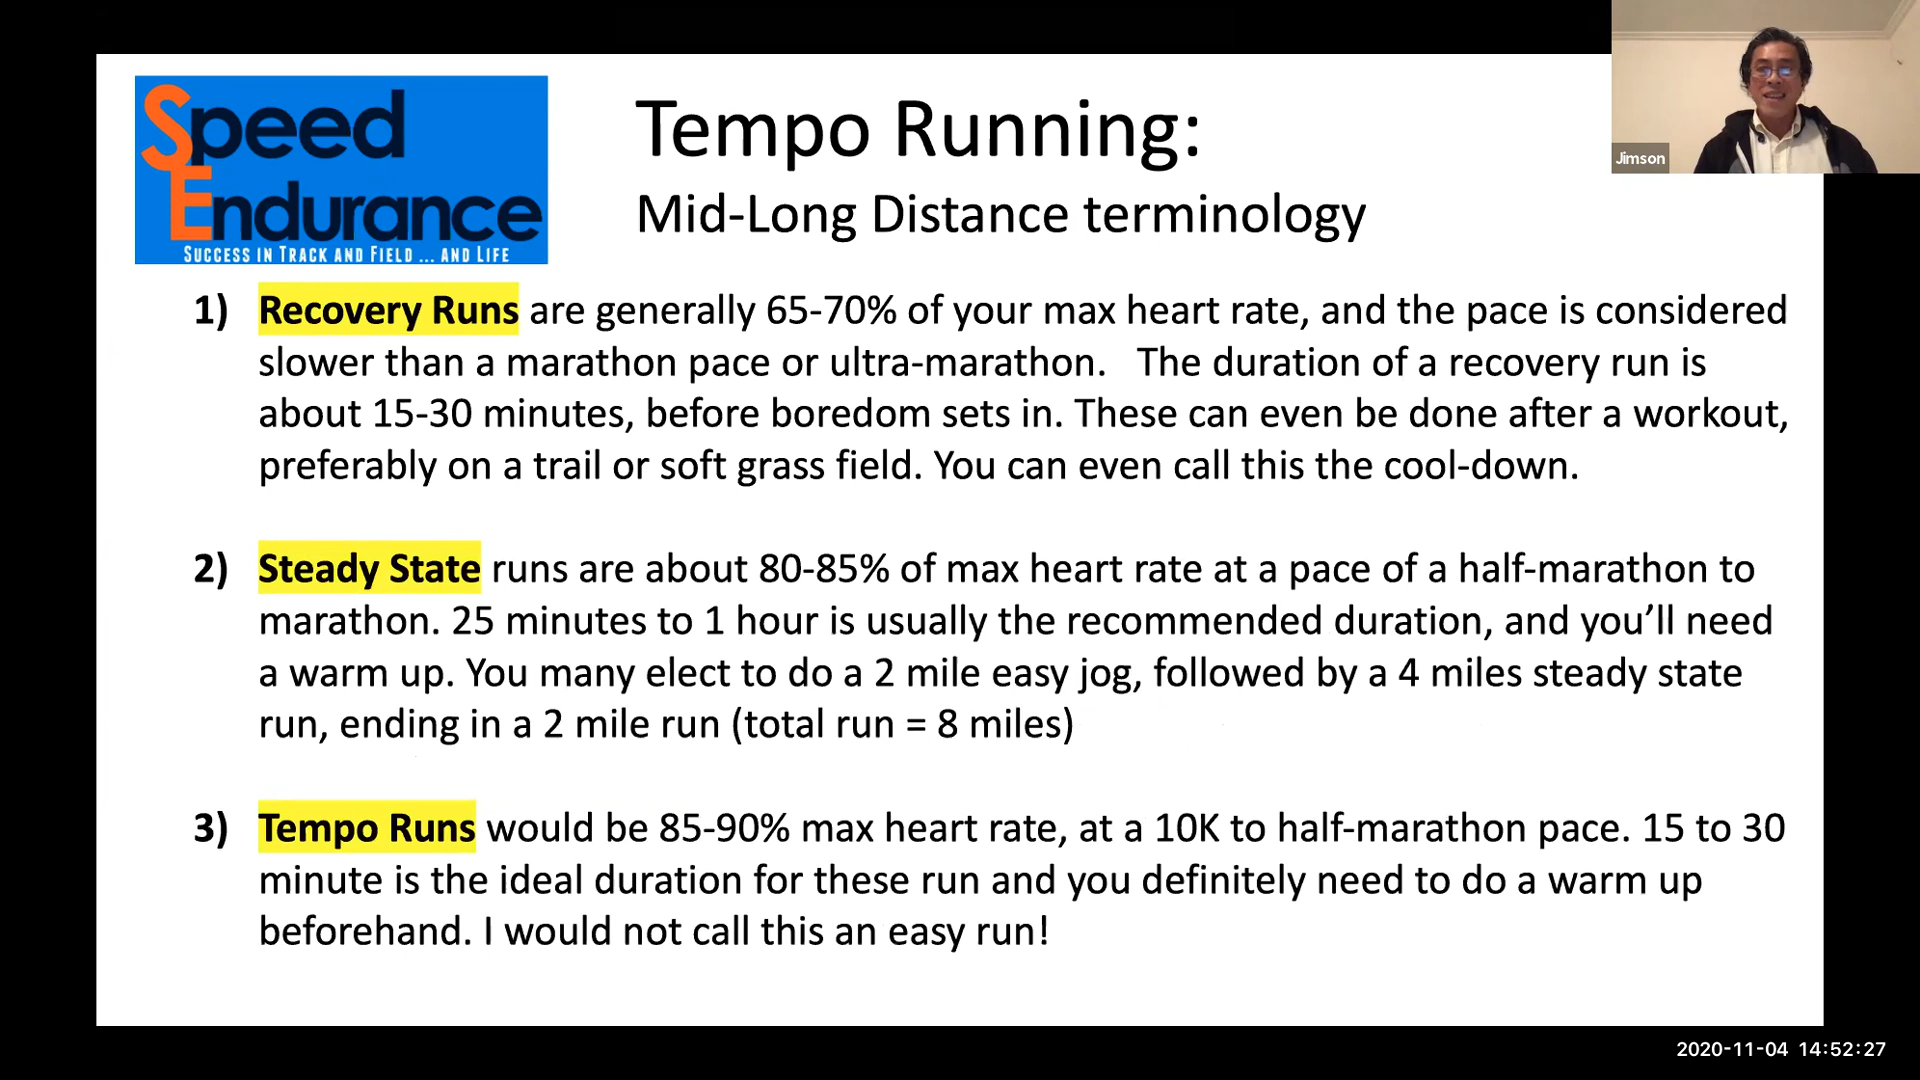 Speed
Endurance
SUCCESS IN TRACK AND FIELD ... AND LIFE
Tempo Running:
Mid-Long Distance terminology
Jimson
1) Recovery Runs are generally 65-70% of your max heart rate, and the pace is considered
slower than a marathon pace or ultra-marathon. The duration of a recovery run is
about 15-30 minutes, before boredom sets in. These can even be done after a workout,
preferably on a trail or soft grass field. You can even call this the cool-down.
2) Steady State runs are about 80-85% of max heart rate at a pace of a half-marathon to
marathon. 25 minutes to 1 hour is usually the recommended duration, and you’ll need
a warm up. You many elect to do a 2 mile easy jog, followed by a 4 miles steady state
run, ending in a 2 mile run (total run = 8 miles)
3) Tempo Runs would be 85-90% max heart rate, at a 10K to half-marathon pace. 15 to 30
minute is the ideal duration for these run and you definitely need to do a warm up
beforehand. I would not call this an easy run!
2020-11-04 14:52:27